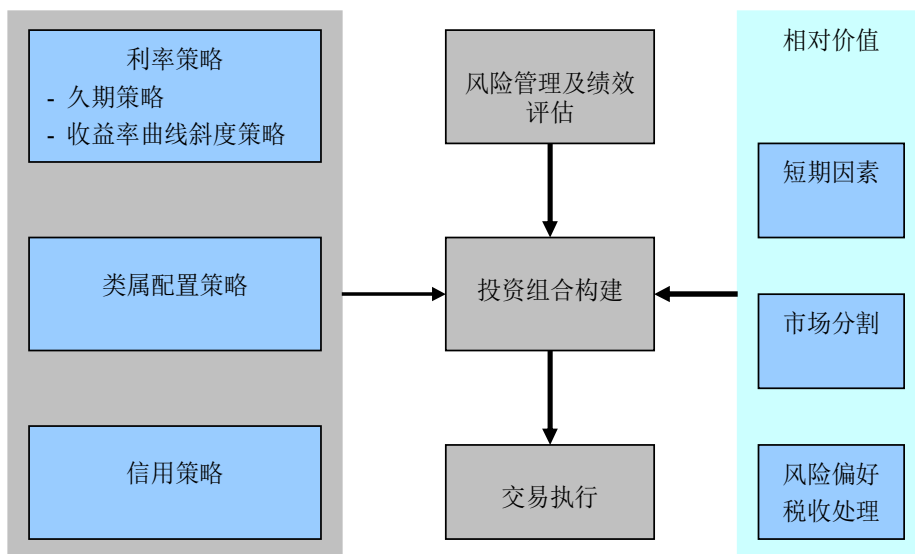 利率策略
- 久期策略
- 收益率曲线斜度策略
类属配置策略
信用策略
风险管理及绩效
评估
投资组合构建
交易执行
相对价值
短期因素
市场分割
风险偏好
税收处理